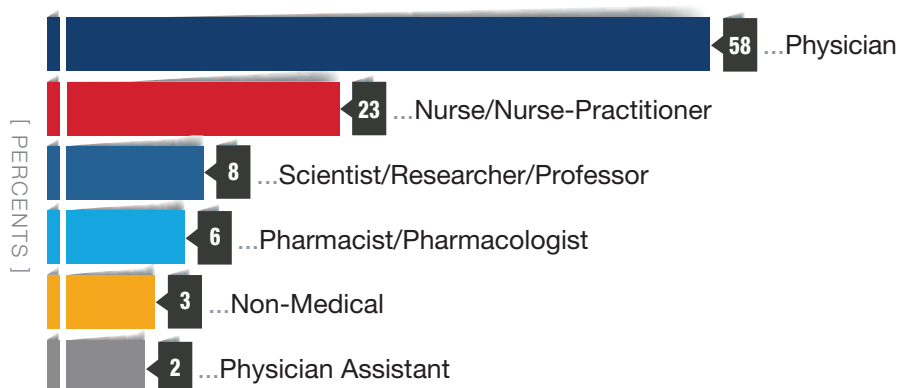 58 ...Physician
23 ...Nurse/Nurse-Practitioner
8 ...Scientist/Researcher/Professor
6 ...Pharmacist/Pharmacologist
3 ...Non-Medical
2 ...Physician Assistant
[ PERCENTS ]